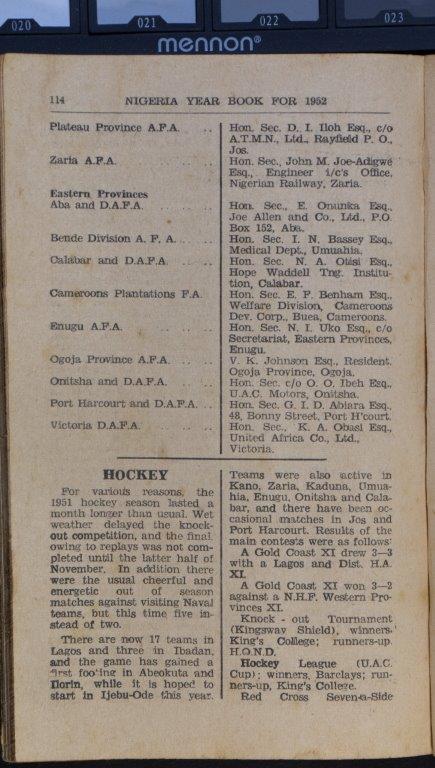 020
021
022
023
mennon®
114 NIGERIA YEAR BOOK FOR 1952
Plateau Province A.F.A. .. Hon. Sec. D. I. Iloh Esq., c/o
A.T.M.N., Ltd., Rayfield P. O.,
Jos.
Zaria A.F.A. .. .. .. Hon. Sec., John M. Joe-Adigwe
Esq., Engineer i/c's Office,
Nigerian Railway, Zaria.
Eastern Provinces
Aba and D.A.F.A. .. .. .. Hon. Sec., E. Onunka Esq.,
Joe Allen and Co., Ltd., P.O.
Box 152, Aba.
Bende Division A. F. A. .. .. Hon. Sec. I. N. Bassey Esq.,
Medical Dept., Umuahia.
Calabar and D.A.F.A. .. .. Hon. Sec. N. A. Otisi Esq.,
Hope Waddell Tng. Institu-
tion, Calabar.
Cameroons Plantations F.A. Hon. Sec. E. F. Benham Esq.,
Welfare Division, Cameroons
Dev. Corp., Buea, Cameroons.
Enugu A.F.A. .. .. Hon. Sec. N. I. Uko Esq., c/o
Secretariat, Eastern Provinces,
Enugu.
Ogoja Province A.F.A. .. .. V. K. Johnson Esq., Resident,
Ogoja Province, Ogoja.
Onitsha and D.A.F.A. .. .. Hon. Sec. c/o O. O. Ibeh Esq.,
U.A.C. Motors, Onitsha.
Port Harcourt and D.A.F.A. .. Hon. Sec. G. I. D. Abiara Esq.,
48, Bonny Street, Port H'court.
Victoria D.A.F.A. .. .. Hon. Sec., K. A. Obasi Esq.,
United Africa Co., Ltd.,
Victoria.
HOCKEY
For various reasons, the
1951 hockey season lasted a
month longer than usual. Wet
weather delayed the knock-
out competition, and the final
owing to replays was not com-
pleted until the latter half of
November. In addition there
were the usual cheerful and
energetic out of season
matches against visiting Naval
teams, but this time five in-
stead of two.
There are now 17 teams in
Lagos and three in Ibadan,
and the game has gained a
first footing in Abeokuta and
Ilorin, while it is hoped to
start in Ijebu-Ode this year.
Teams were also active in
Kano, Zaria, Kaduna, Umua-
hia, Enugu, Onitsha and Cala-
bar, and there have been oc-
casional matches in Jos and
Port Harcourt. Results of the
main contests were as follows:
A Gold Coast XI drew 3—3
with a Lagos and Dist. H.A.
XI.
A Gold Coast XI won 3—2
against a N.H.F. Western Pro-
vinces XI.
Knock - out Tournament
(Kingsway Shield), winners,
King's College; runners-up,
H.O.N.D.
Hockey League (U.A.C.
Cup); winners, Barclays; run-
ners-up, King's College.
Red Cross Seven-a-Side